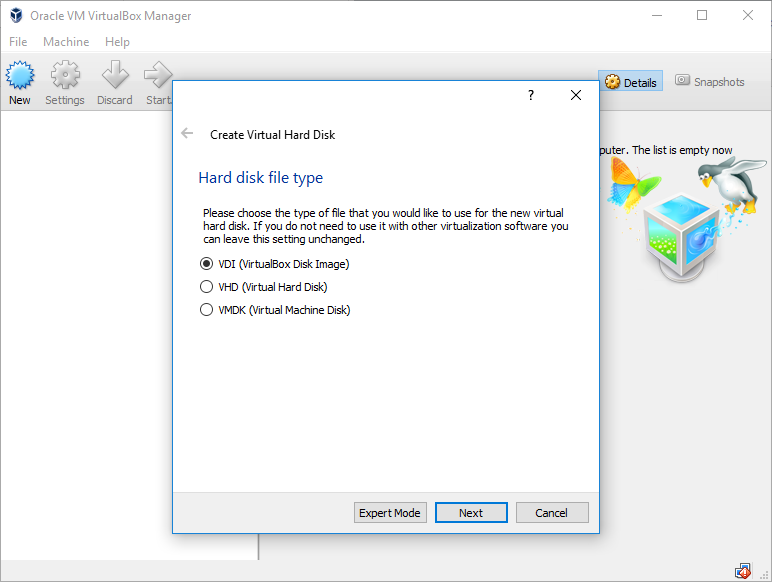 Oracle VM VirtualBox Manager
File Machine Help
New Settings Discard Start
Details Snapshots
?
Create Virtual Hard Disk
puter. The list is empty now
Hard disk file type
Please choose the type of file that you would like to use for the new virtual
hard disk. If you do not need to use it with other virtualization software you
can leave this setting unchanged.
VDI (VirtualBox Disk Image)
VHD (Virtual Hard Disk)
VMDK (Virtual Machine Disk)
Expert Mode Next Cancel